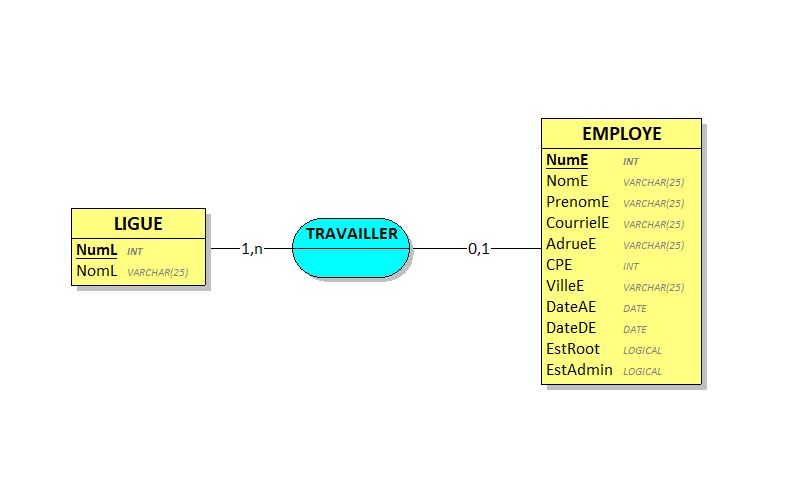 LIGUE
NumL INT
NomL VARCHAR(25)
1,n
TRAVAILLER
0,1
EMPLOYE
NumE INT
NomE VARCHAR(25)
PrenomE VARCHAR(25)
CourrielE VARCHAR(25)
AdrueE VARCHAR(25)
CPE INT
VilleE VARCHAR(25)
DateAE DATE
DateDE DATE
EstRoot LOGICAL
EstAdmin LOGICAL